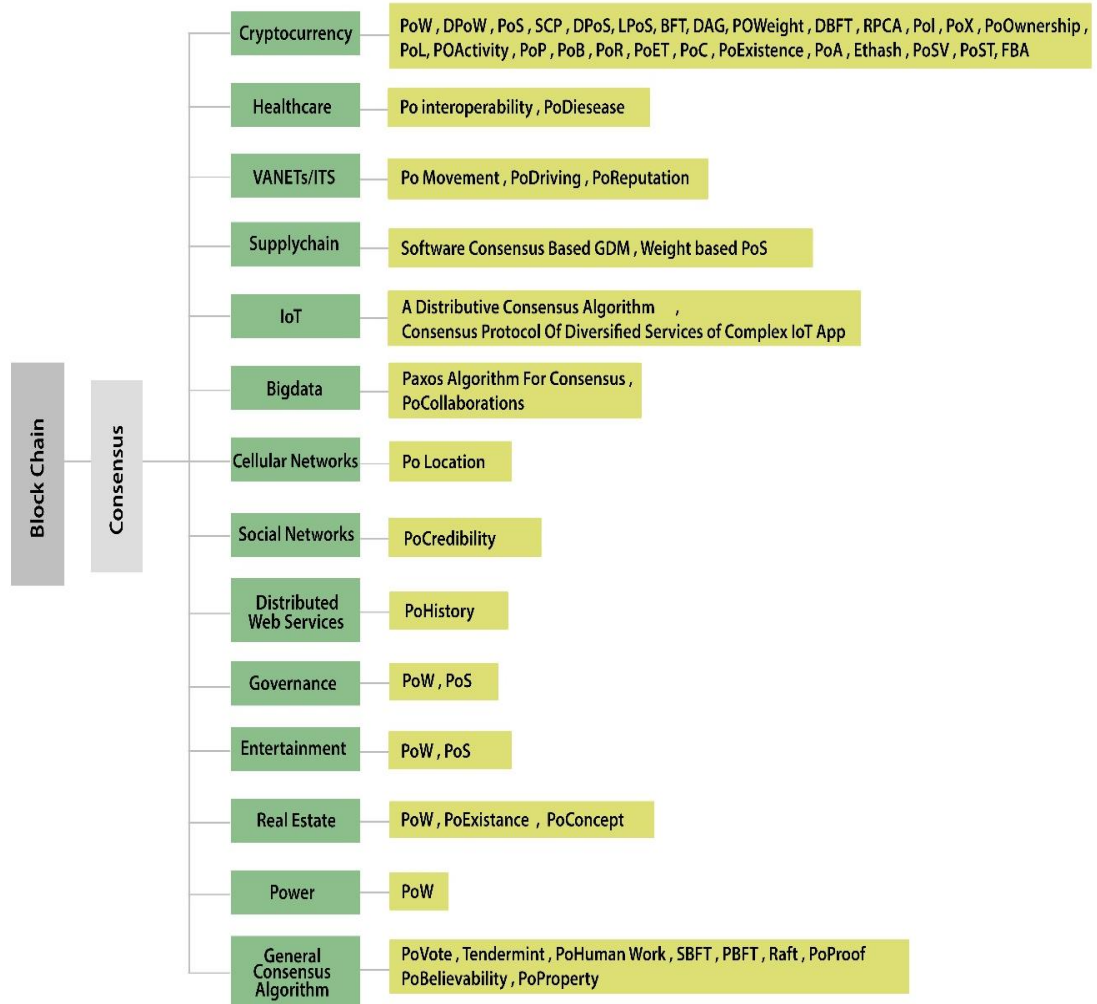 Block Chain
Consensus
Cryptocurrency
PoW, DPoW , PoS , SCP , DPoS, LPoS, BFT, DAG, POWeight , DBFT , RPCA , PoI , PoX , PoOwnership ,
PoL, POActivity , PoP , PoB , PoR , PoET , PoC , PoExistence , PoA , Ethash , PoSV , PoST, FBA
Healthcare
Po interoperability , PoDiesease
VANETs/ITS
Po Movement , PoDriving , PoReputation
Supplychain
Software Consensus Based GDM , Weight based PoS
IoT
A Distributive Consensus Algorithm ,
Consensus Protocol Of Diversified Services of Complex IoT App
Bigdata
Paxos Algorithm For Consensus ,
PoCollaborations
Cellular Networks
Po Location
Social Networks
PoCredibility
Distributed
Web Services
PoHistory
Governance
PoW , PoS
Entertainment
PoW , PoS
Real Estate
PoW , PoExistance , PoConcept
Power
PoW
General
Consensus
Algorithm
PoVote , Tendermint , PoHuman Work , SBFT , PBFT , Raft , PoProof
PoBelievability , PoProperty